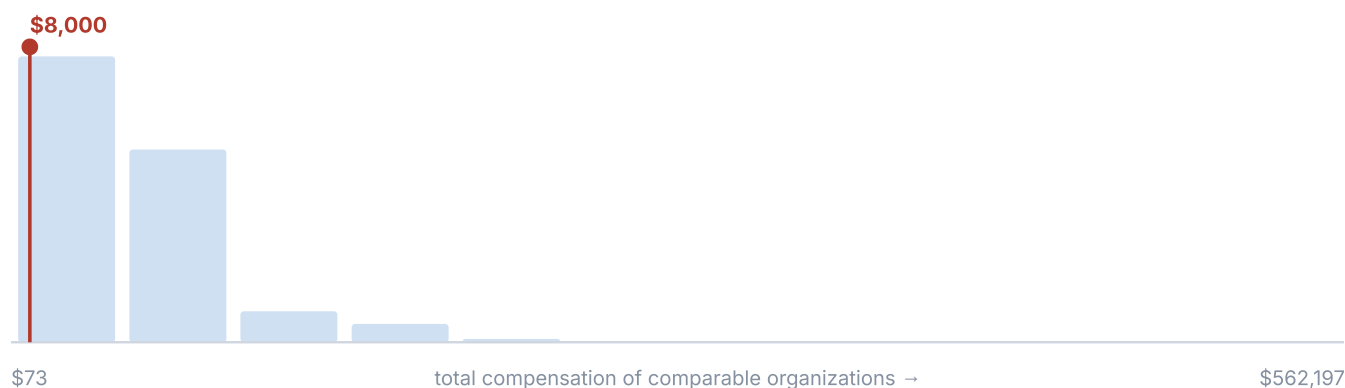 $8,000
$73 total compensation of comparable organizations → $562,197